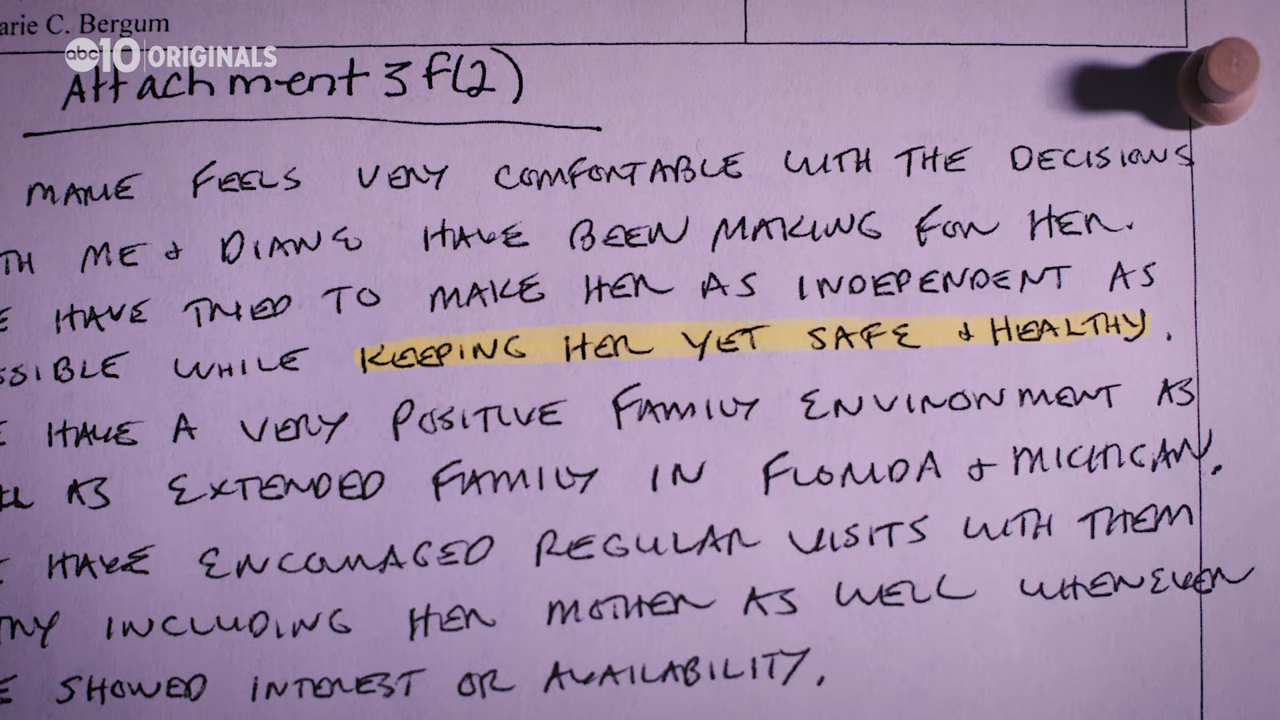 arie C. Bergum
abc10 ORIGINALS
Attachment 3f(2)
MARIE FEELS VERY COMFORTABLE WITH THE DECISIONS
TH ME & DIANE HAVE BEEN MAKING FOR HER.
E HAVE TRIED TO MAKE HER AS INDEPENDENT AS
SSIBLE WHILE KEEPING HER YET SAFE & HEALTHY.
E HAVE A VERY POSITIVE FAMILY ENVIRONMENT AS
LL AS EXTENDED FAMILY IN FLORIDA & MICHIGAN.
E HAVE ENCOURAGED REGULAR VISITS WITH THEM
INCLUDING HER MOTHER AS WELL WHENEVER
E SHOWED INTEREST OR AVAILABILITY.